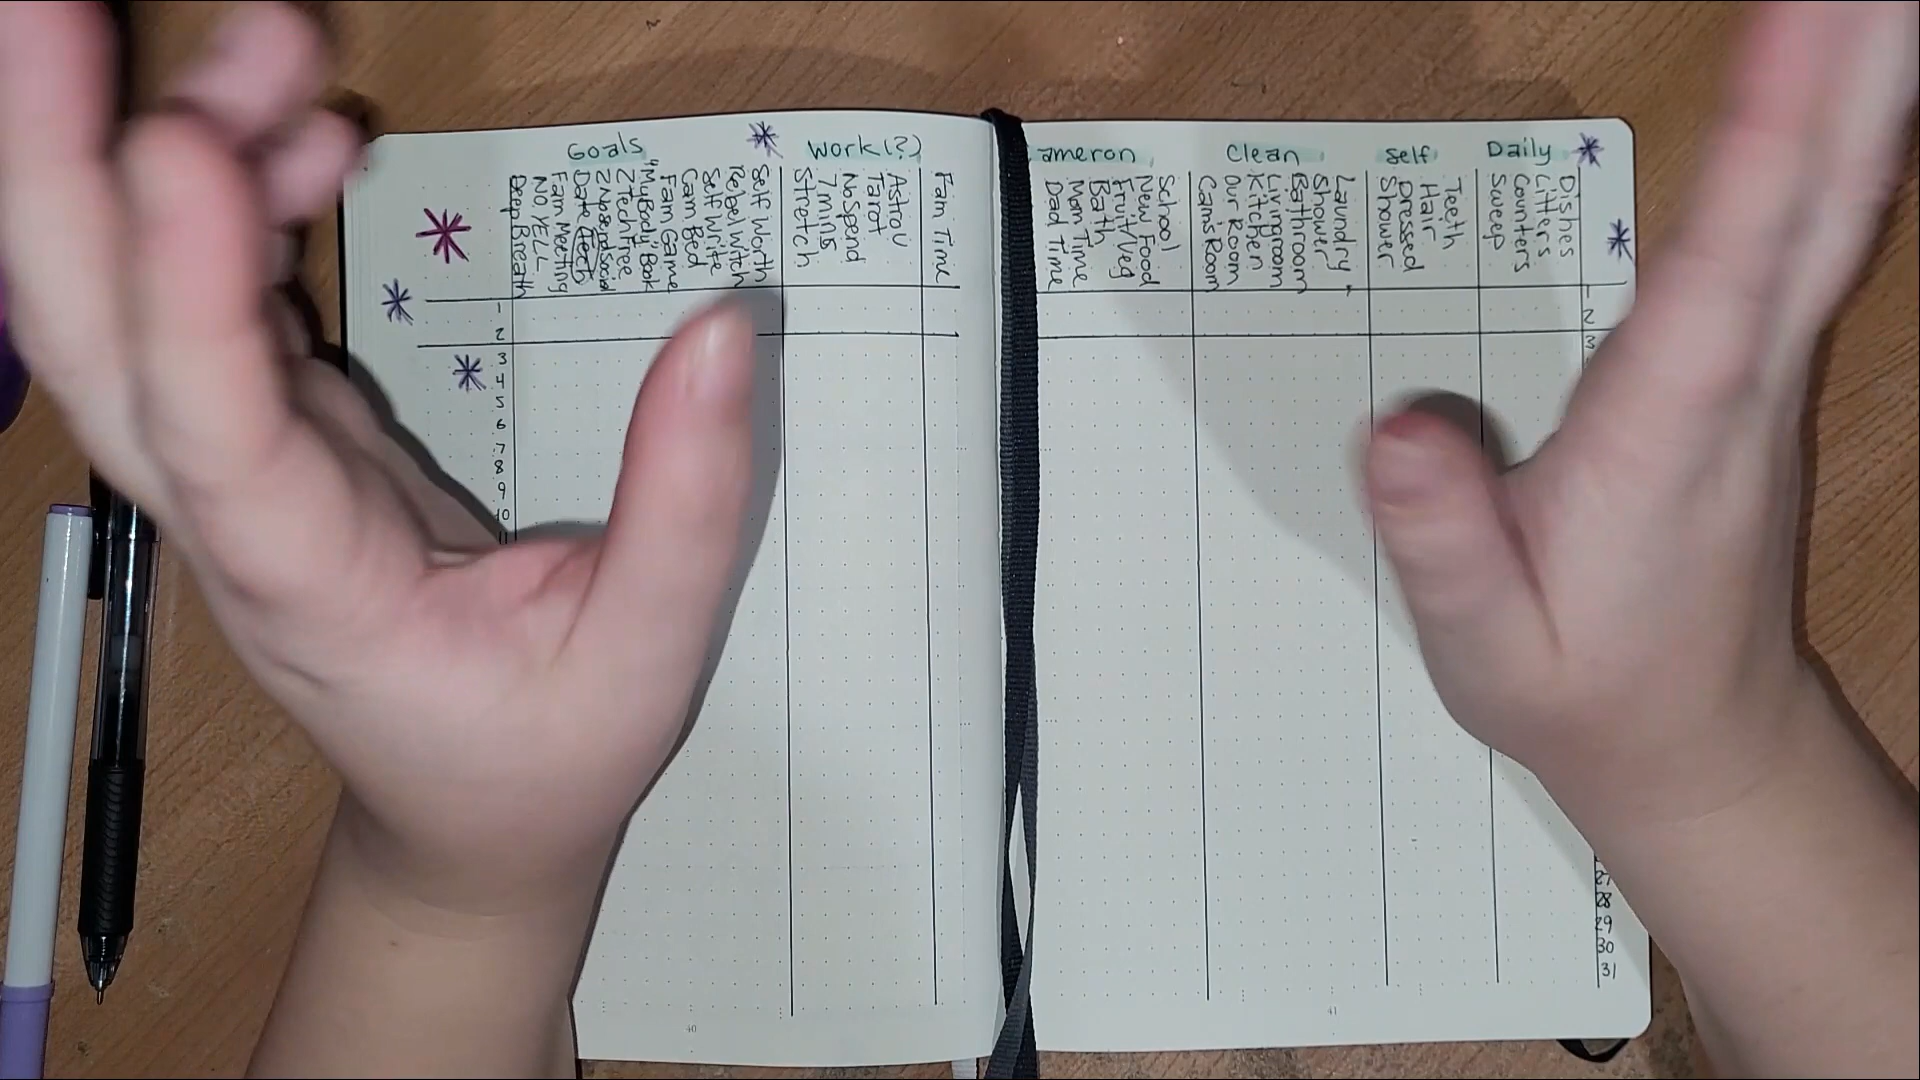 Goals
Work(?)
ameron
Clean
Self
Daily
Deep Breath
NO YELL
Fam Meeting
Date
2 Tech Free
"My Body" Book
Fam Game
Cam Bed
Self Write
Rebel Witch
Self Worth
Stretch
7 mins
No Spend
Tarot
Fam Time
Dad Time
Mom Time
Bath
Fruit/Veg
New Food
School
Cam's Room
Our Room
Kitchen
Livingroom
Bathroom
Shower
Laundry
Shower
Dressed
Hair
Teeth
Sweep
Counters
Litters
Dishes
1
2
3
4
5
6
7
8
9
10
11
1
2
3
27
28
29
30
31
40
41